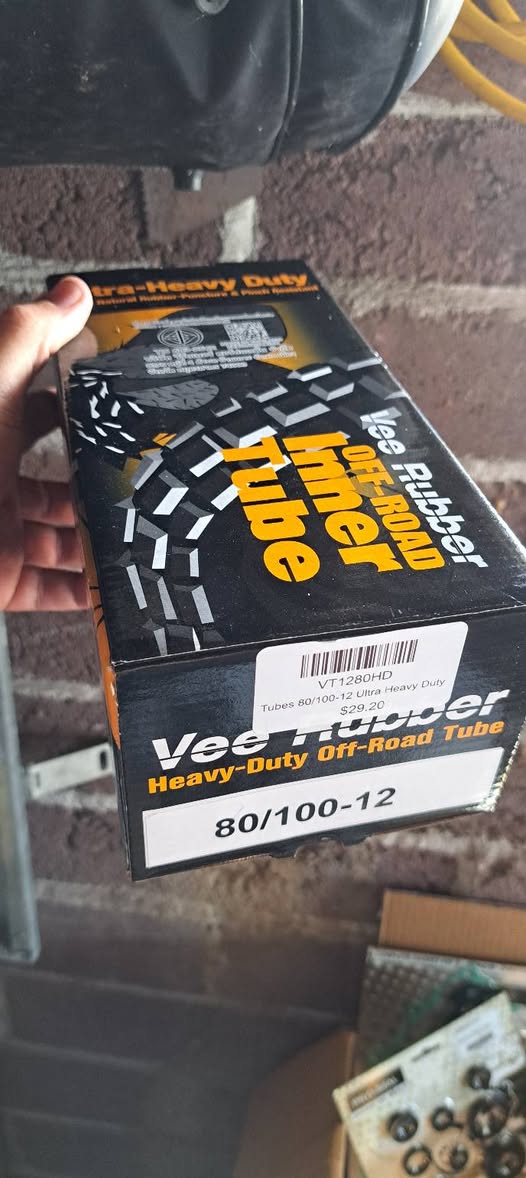 tra-Heavy Duty
Natural Rubber-Puncture & Pinch Resistant
Vee Rubber
OFF-ROAD
Inner
Tube
VT1280HD
Tubes 80/100-12 Ultra Heavy Duty
$29.20
Vee Rubber
Heavy-Duty Off-Road Tube
80/100-12